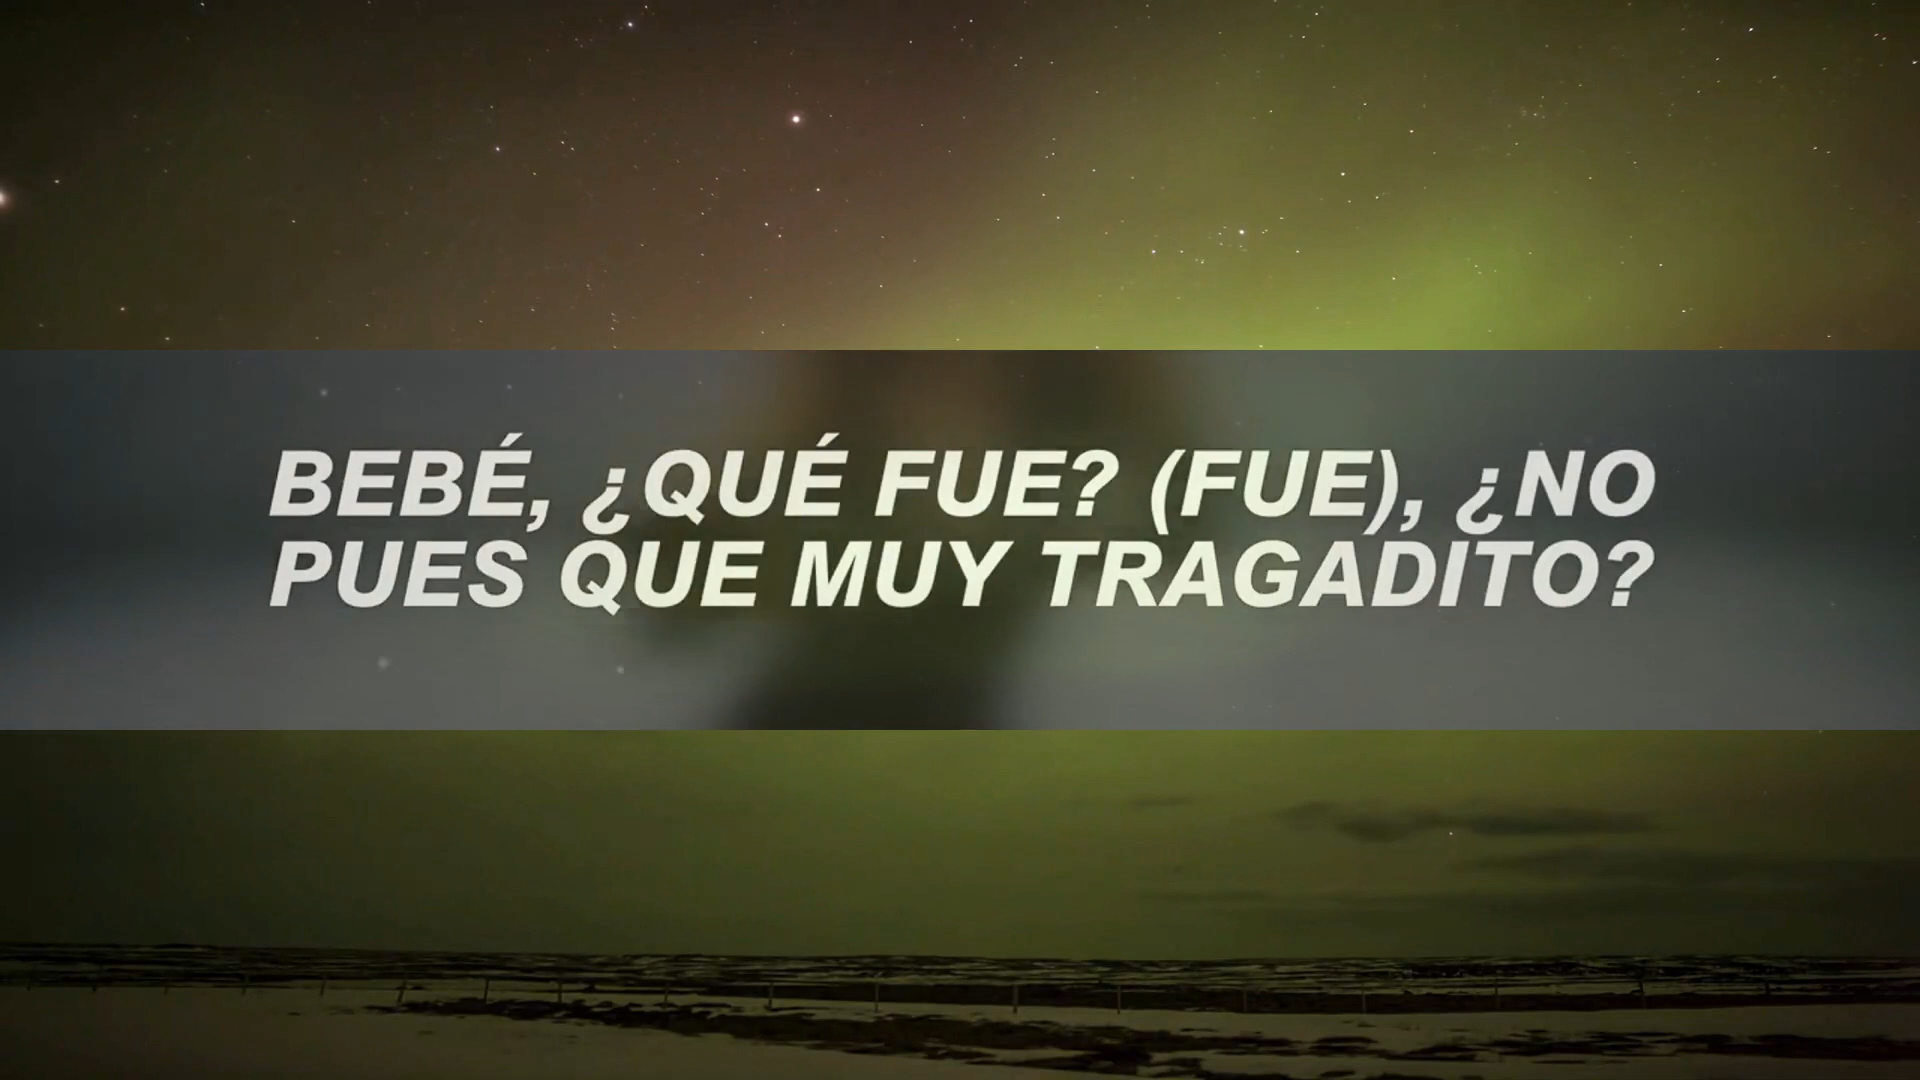 BEBÉ, ¿QUÉ FUE? (FUE), ¿NO
PUES QUE MUY TRAGADITO?